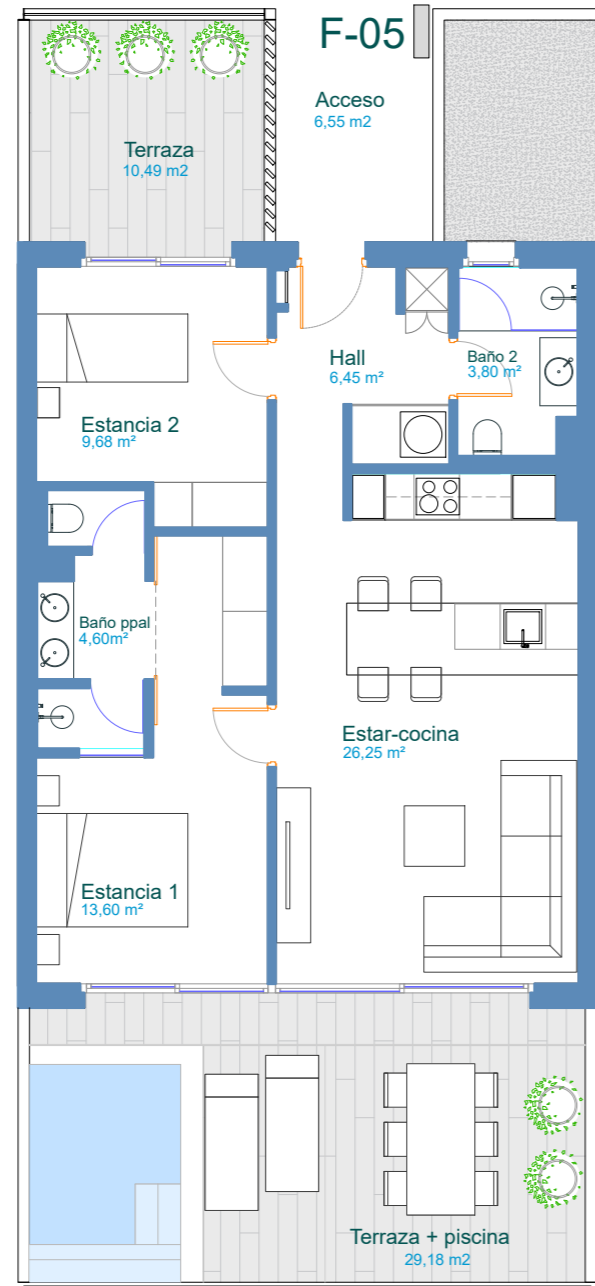 F-05
Acceso
6,55 m2
Terraza
10,49 m2
Hall
6,45 m²
Baño 2
3,80 m²
Estancia 2
9,68 m²
Baño ppal
4,60m²
Estar-cocina
26,25 m²
Estancia 1
13,60 m²
Terraza + piscina
29,18 m2